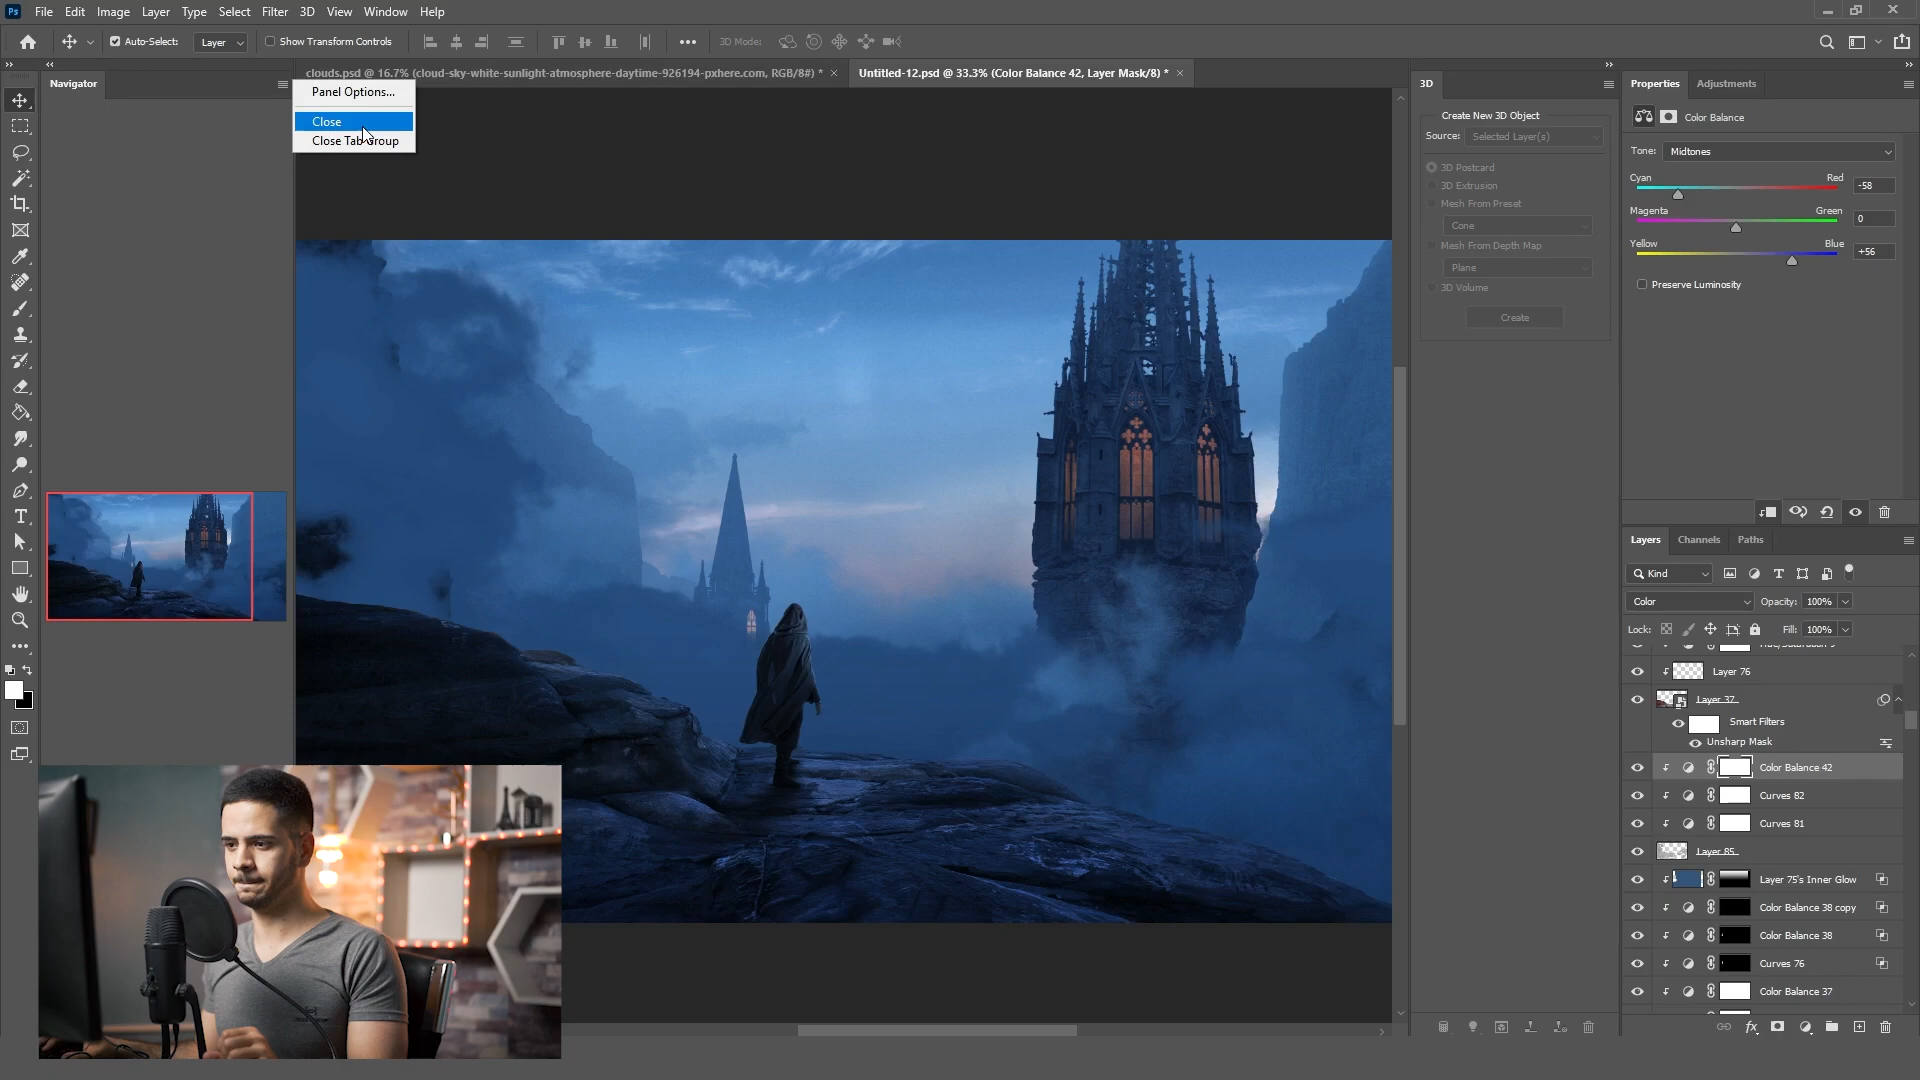 Ps File Edit Image Layer Type Select Filter 3D View Window Help
Auto-Select: Layer Show Transform Controls 3D Mode:
clouds.psd @ 16.7% (cloud-sky-white-sunlight-atmosphere-daytime-926194-pxhere.com, RGB/8#) *
Untitled-12.psd @ 33.3% (Color Balance 42, Layer Mask/8) *
Navigator
Panel Options...
Close
Close Tab Group
3D
Create New 3D Object
Source: Selected Layer(s)
3D Postcard
3D Extrusion
Mesh From Preset
Cone
Mesh From Depth Map
Plane
3D Volume
Create
Properties Adjustments
Color Balance
Tone: Midtones
Cyan Red -58
Magenta Green 0
Yellow Blue +56
Preserve Luminosity
Layers Channels Paths
Kind
Color Opacity: 100%
Lock: Fill: 100%
Layer 76
Layer 37
Smart Filters
Unsharp Mask
Color Balance 42
Curves 82
Curves 81
Layer 85
Layer 75's Inner Glow
Color Balance 38 copy
Color Balance 38
Curves 76
Color Balance 37